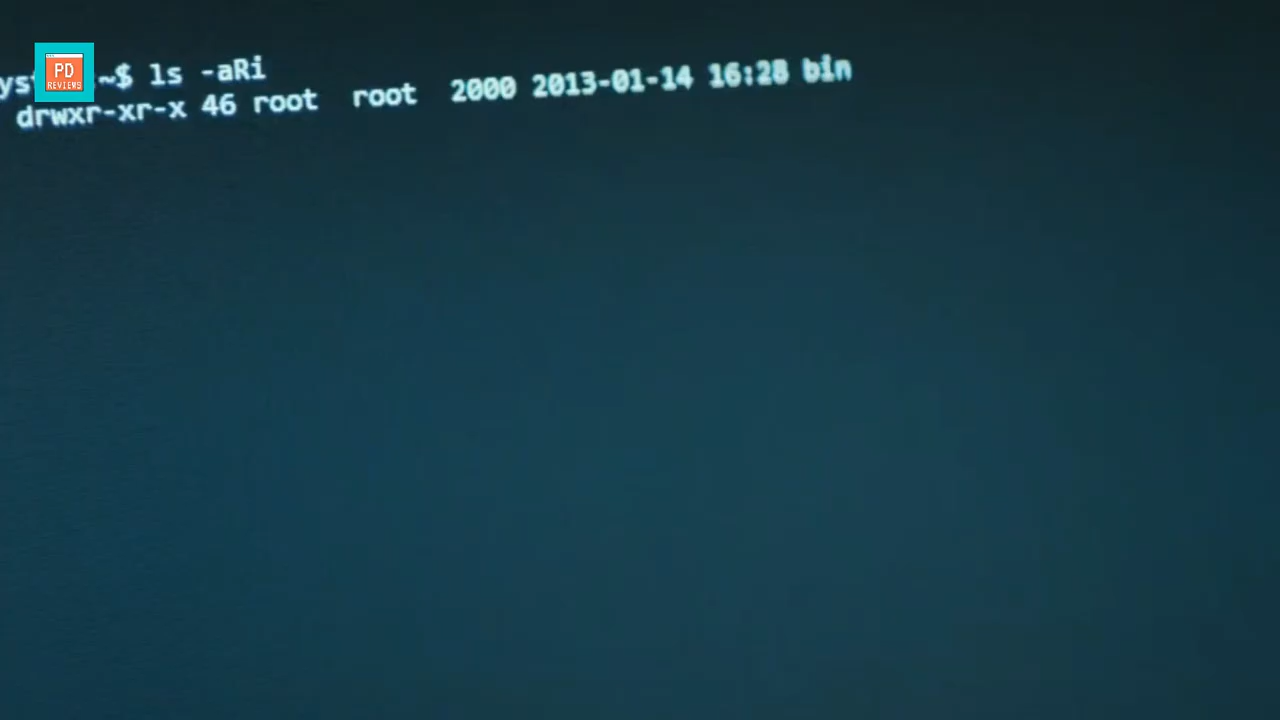 PD
REVIEWS
~$ ls -aRi
drwxr-xr-x 46 root root 2000 2013-01-14 16:28 bin